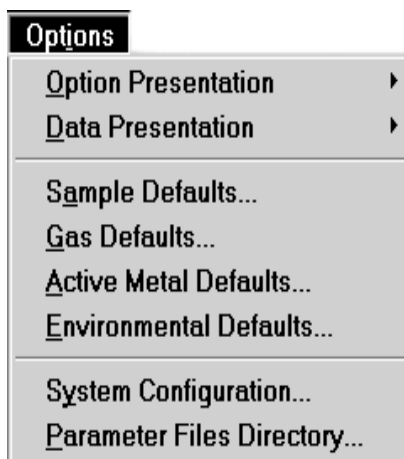 Options
Option Presentation
Data Presentation
Sample Defaults...
Gas Defaults...
Active Metal Defaults...
Environmental Defaults...
System Configuration...
Parameter Files Directory...